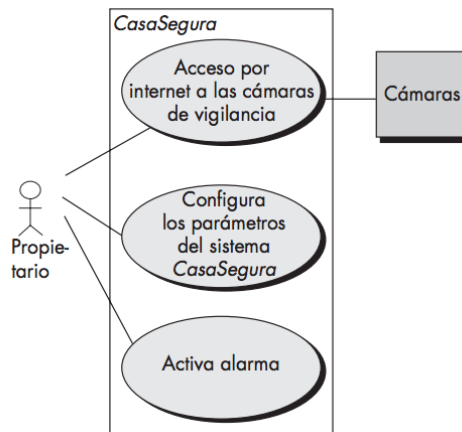 CasaSegura
Acceso por
internet a las cámaras
de vigilancia
Cámaras
Configura
los parámetros
del sistema
CasaSegura
Propie-
tario
Activa alarma